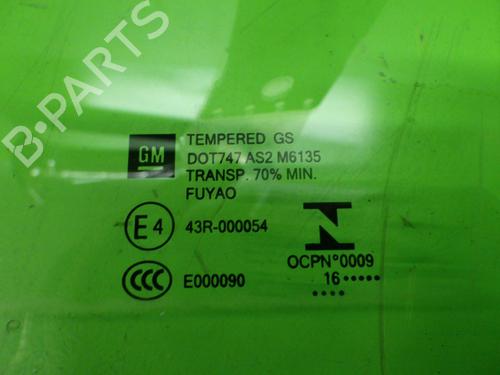 GM
TEMPERED GS
DOT747 AS2 M6135
TRANSP. 70% MIN.
FUYAO
E4 43R-000054
OCPN°0009
CCC E000090
16.....
....
B-PARTS